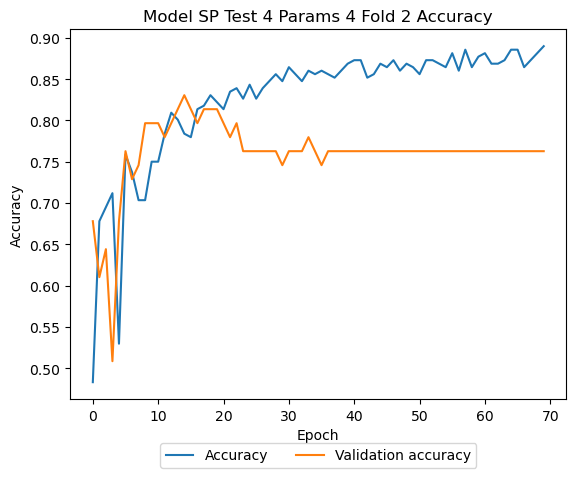 Model SP Test 4 Params 4 Fold 2 Accuracy
0.90
0.85
0.80
0.75
0.70
0.65
0.60
0.55
0.50
Accuracy
0 10 20 30 40 50 60 70
Epoch
Accuracy Validation accuracy